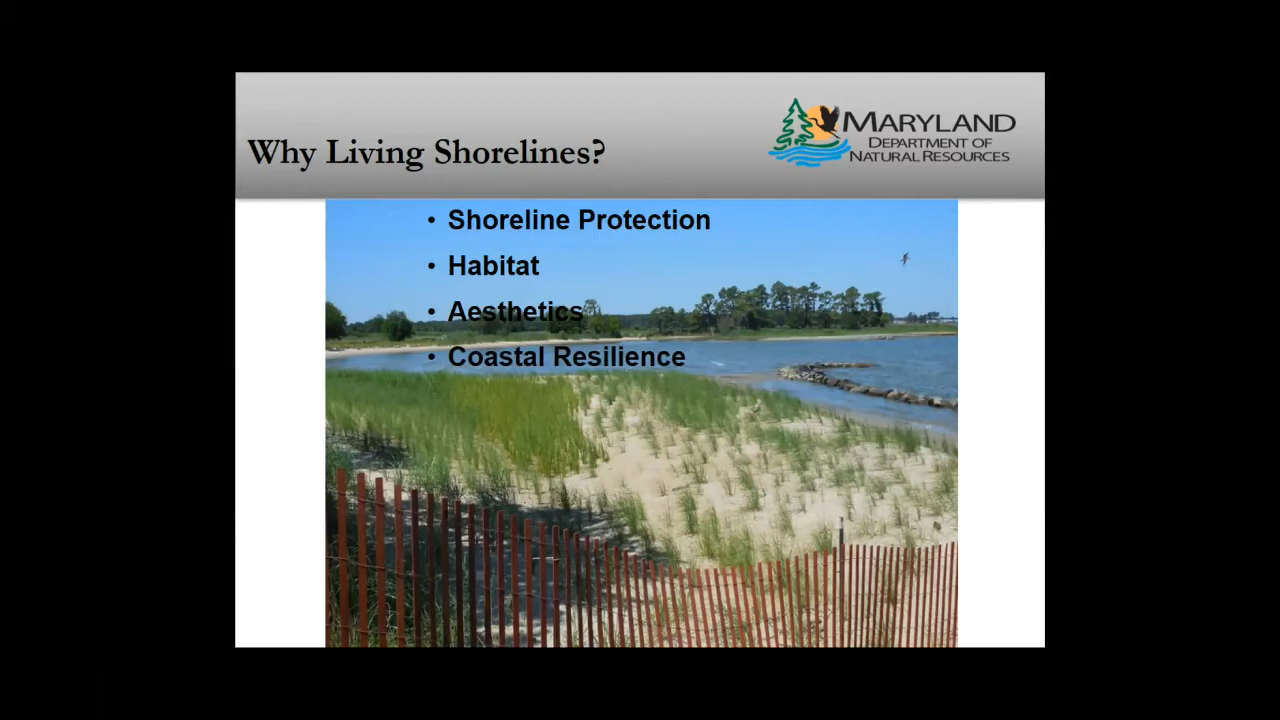 Why Living Shorelines?
MARYLAND
DEPARTMENT OF
NATURAL RESOURCES
• Shoreline Protection
• Habitat
• Aesthetics
• Coastal Resilience